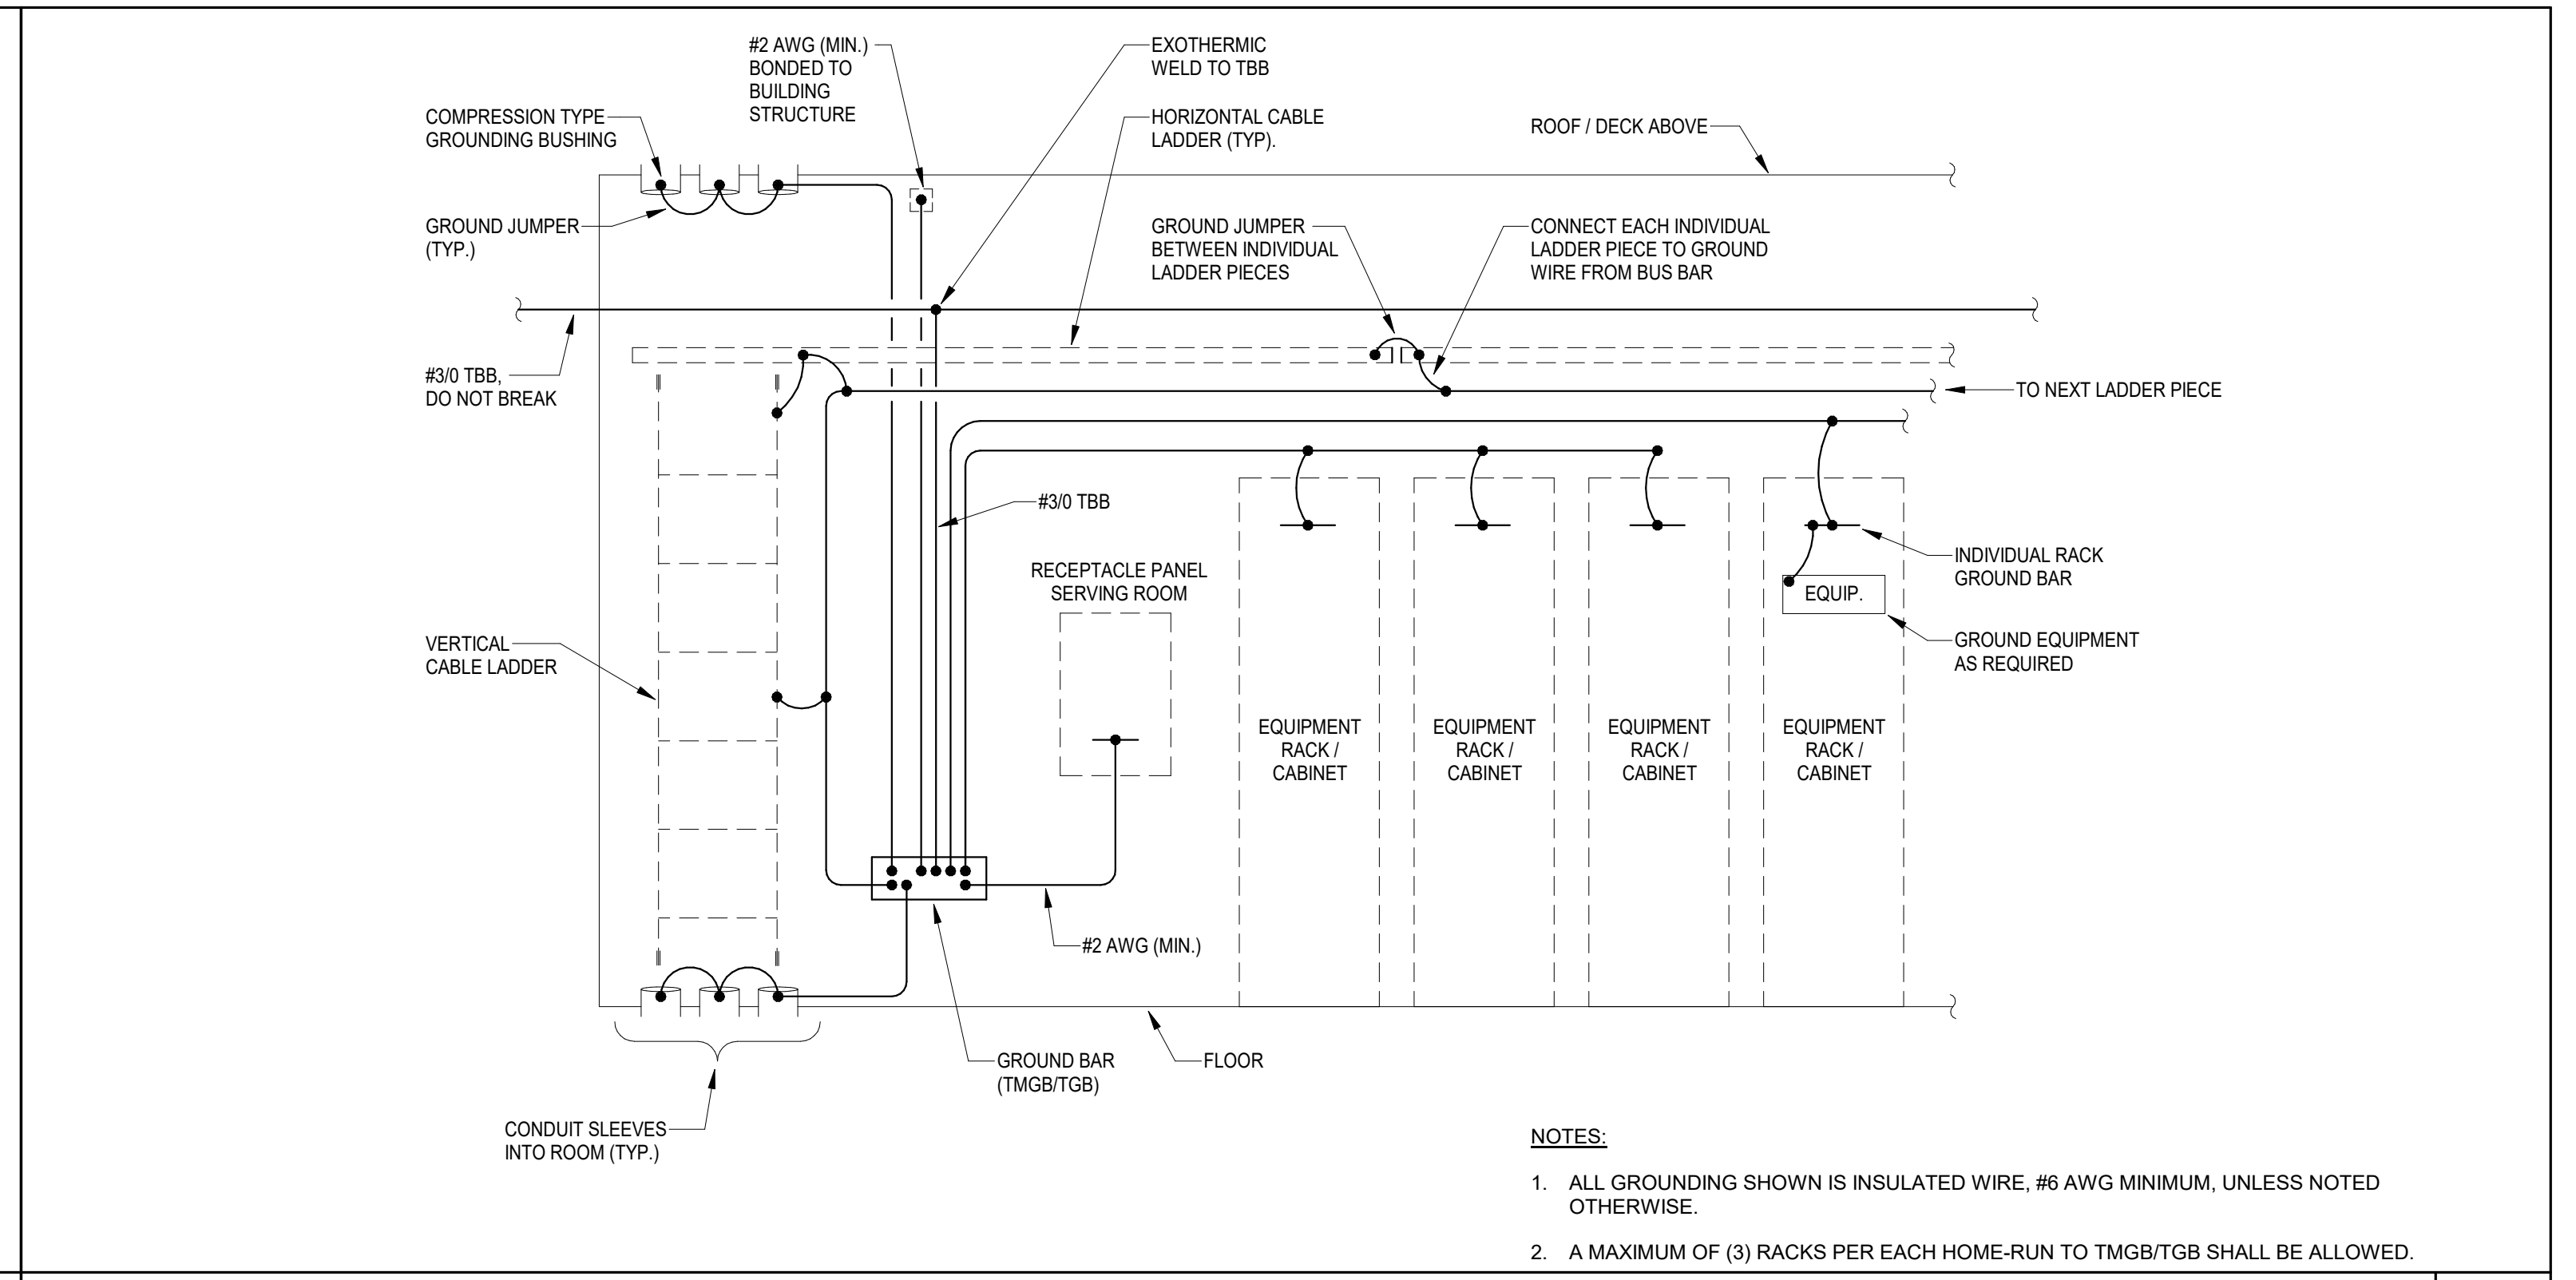 #2 AWG (MIN.)
BONDED TO
BUILDING
STRUCTURE
EXOTHERMIC
WELD TO TBB
COMPRESSION TYPE
GROUNDING BUSHING
HORIZONTAL CABLE
LADDER (TYP).
ROOF / DECK ABOVE
GROUND JUMPER
(TYP.)
GROUND JUMPER
BETWEEN INDIVIDUAL
LADDER PIECES
CONNECT EACH INDIVIDUAL
LADDER PIECE TO GROUND
WIRE FROM BUS BAR
#3/0 TBB,
DO NOT BREAK
TO NEXT LADDER PIECE
#3/0 TBB
RECEPTACLE PANEL
SERVING ROOM
INDIVIDUAL RACK
GROUND BAR
EQUIP.
GROUND EQUIPMENT
AS REQUIRED
VERTICAL
CABLE LADDER
EQUIPMENT
RACK /
CABINET
EQUIPMENT
RACK /
CABINET
EQUIPMENT
RACK /
CABINET
EQUIPMENT
RACK /
CABINET
#2 AWG (MIN.)
GROUND BAR
(TMGB/TGB)
FLOOR
CONDUIT SLEEVES
INTO ROOM (TYP.)
NOTES:
1. ALL GROUNDING SHOWN IS INSULATED WIRE, #6 AWG MINIMUM, UNLESS NOTED
OTHERWISE.
2. A MAXIMUM OF (3) RACKS PER EACH HOME-RUN TO TMGB/TGB SHALL BE ALLOWED.